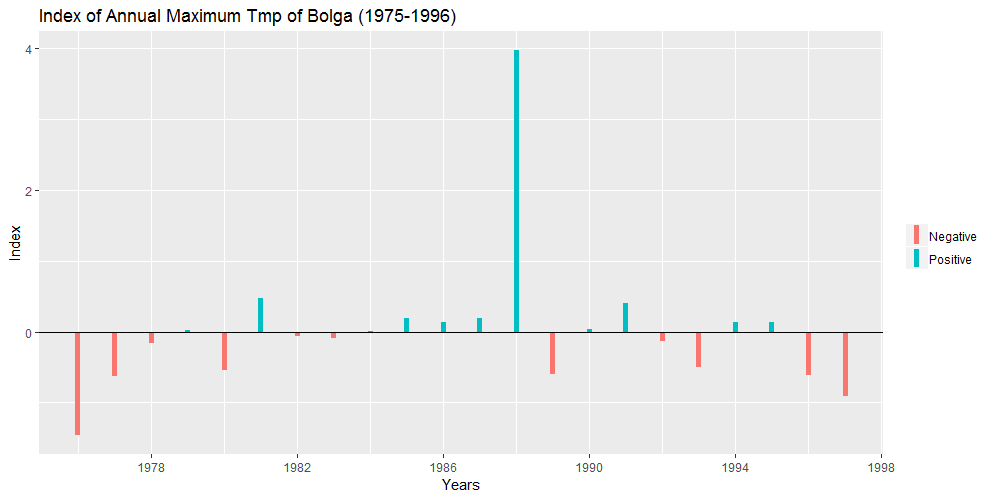 Index of Annual Maximum Tmp of Bolga (1975-1996)
4
2
0
Index
1978 1982 1986 1990 1994 1998
Years
Negative
Positive